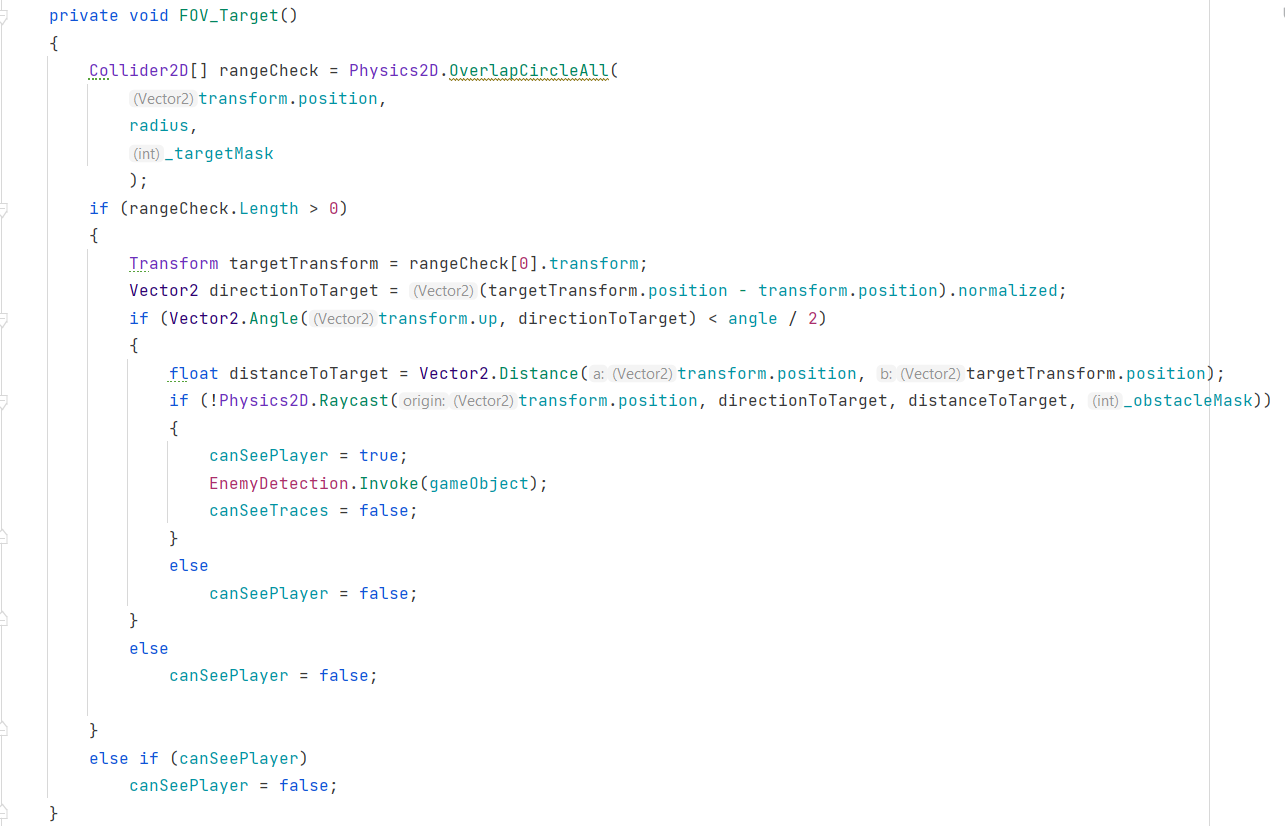 private void FOV_Target()
{
    Collider2D[] rangeCheck = Physics2D.OverlapCircleAll(
        (Vector2) transform.position,
        radius,
        (int) _targetMask
        );
    if (rangeCheck.Length > 0)
    {
        Transform targetTransform = rangeCheck[0].transform;
        Vector2 directionToTarget = (Vector2) (targetTransform.position - transform.position).normalized;
        if (Vector2.Angle( (Vector2) transform.up, directionToTarget) < angle / 2)
        {
            float distanceToTarget = Vector2.Distance( a: (Vector2) transform.position, b: (Vector2) targetTransform.position);
            if (!Physics2D.Raycast( origin: (Vector2) transform.position, directionToTarget, distanceToTarget, (int) _obstacleMask))
            {
                canSeePlayer = true;
                EnemyDetection.Invoke(gameObject);
                canSeeTraces = false;
            }
            else
                canSeePlayer = false;
        }
        else
            canSeePlayer = false;

    }
    else if (canSeePlayer)
        canSeePlayer = false;
}